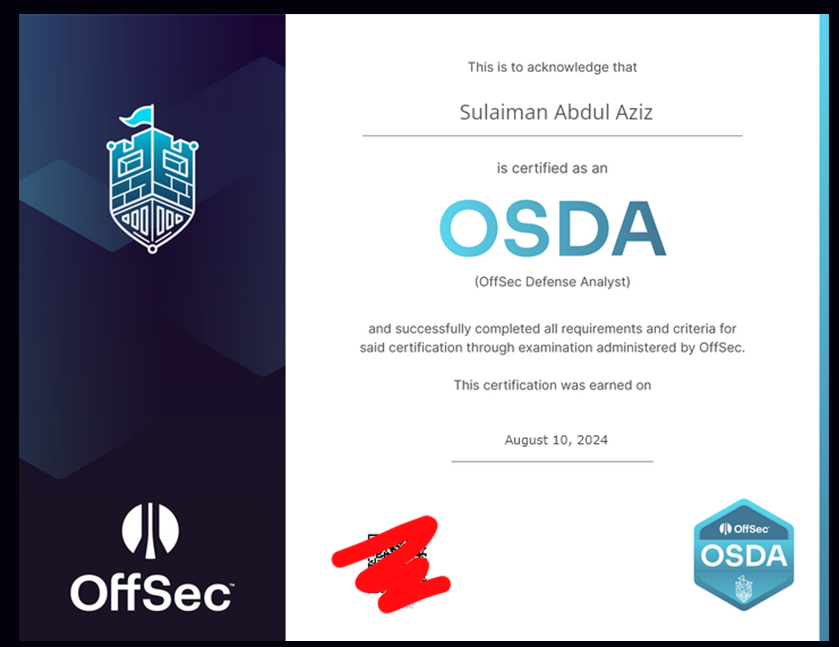 This is to acknowledge that
Sulaiman Abdul Aziz
is certified as an
OSDA
(OffSec Defense Analyst)
and successfully completed all requirements and criteria for
said certification through examination administered by OffSec.
This certification was earned on
August 10, 2024
OffSec™
OffSec
OSDA